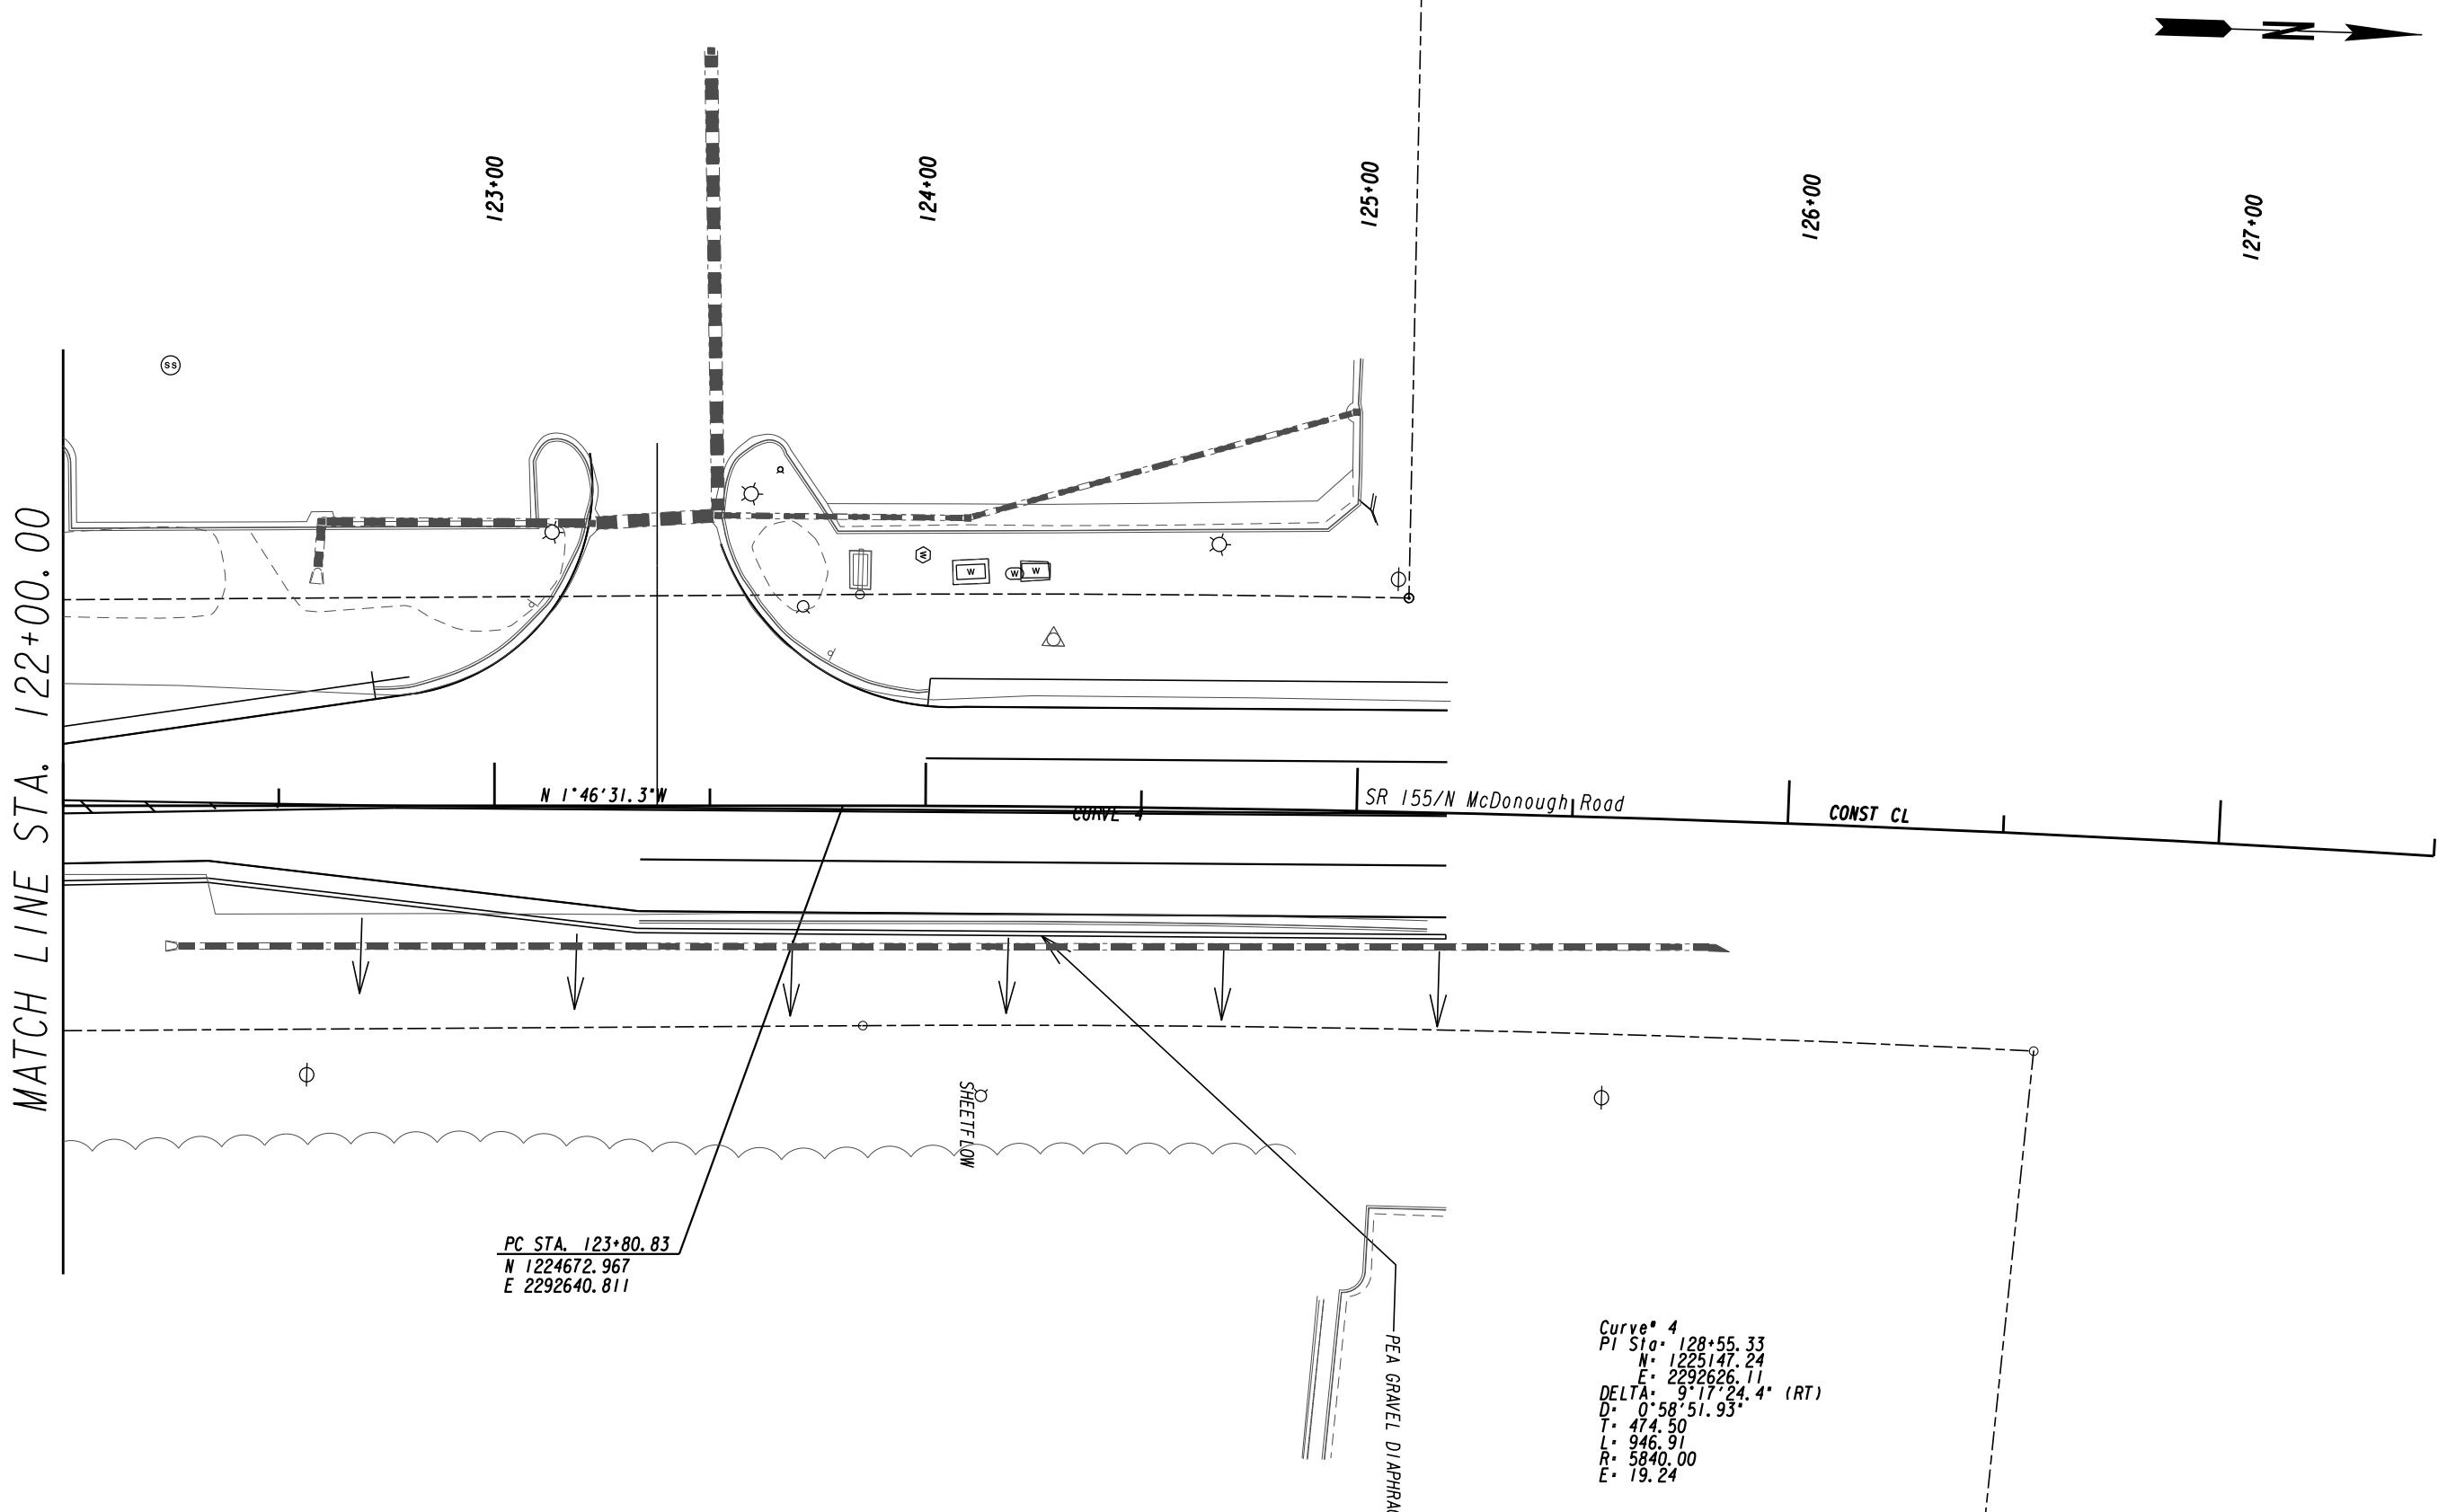 N
123+00
124+00
125+00
126+00
127+00
SS
W
W
W
W
MATCH LINE STA. 122+00.00
N 1°46'31.3"W
CURVE 4
SR 155/N McDonough Road
CONST CL
SHEETFLOW
PC STA. 123+80.83
N 1224672.967
E 2292640.811
PEA GRAVEL DIAPHRA
Curve# 4
PI Sta= 128+55.33
N= 1225147.24
E= 2292626.11
DELTA= 9°17'24.4" (RT)
D= 0°58'51.93"
T= 474.50
L= 946.91
R= 5840.00
E= 19.24